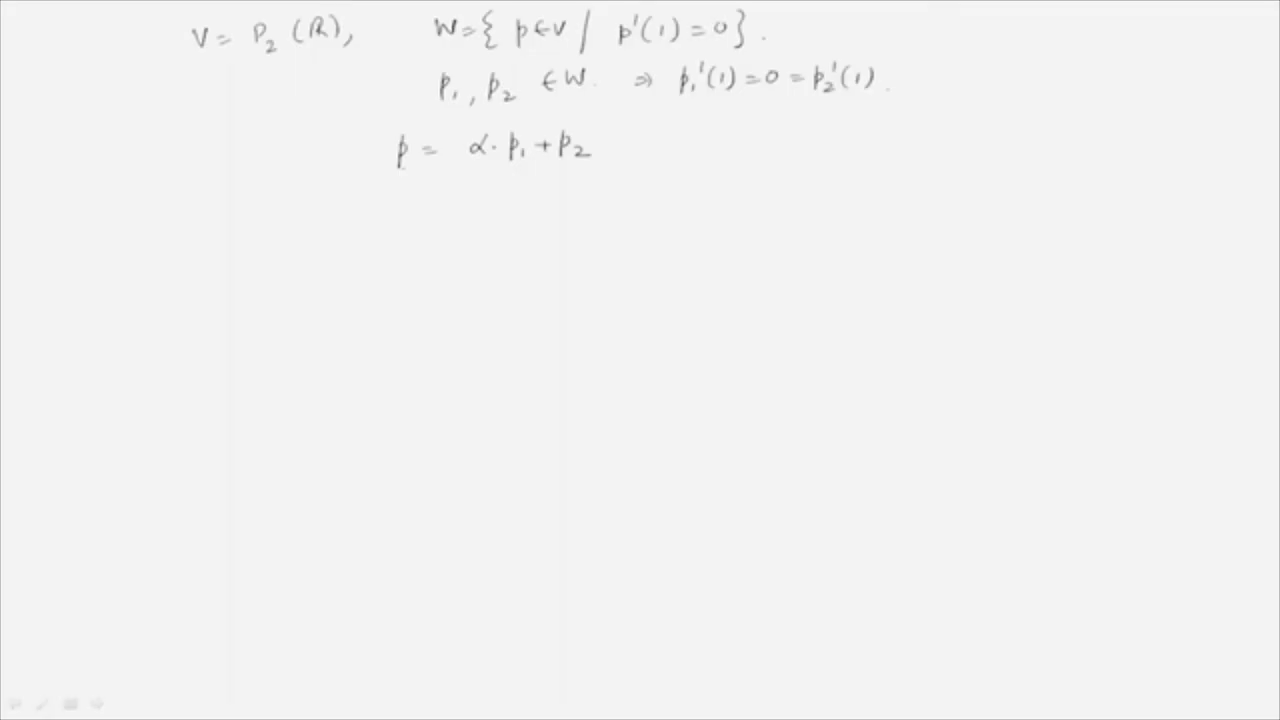 V = P₂ (ℝ), W = { p ∈ V / p'(1) = 0 } .
p₁ , p₂ ∈ W. ⇒ p₁'(1) = 0 = p₂'(1) .
p = α · p₁ + p₂